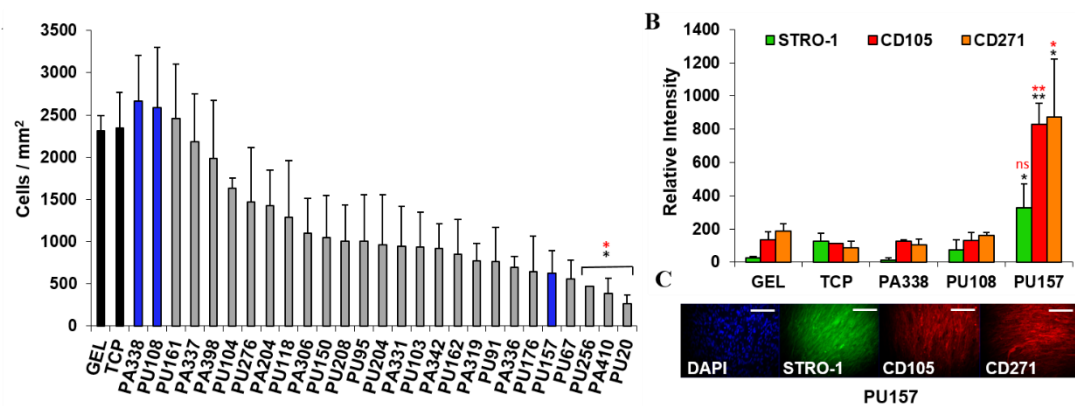 Cells / mm²
3500
3000
2500
2000
1500
1000
500
0
GEL
TCP
PA338
PU108
PU161
PA337
PA398
PU104
PU276
PA204
PU118
PA306
PU150
PU208
PU95
PU204
PA331
PU103
PA342
PU162
PA319
PU91
PA336
PU176
PU157
PU67
PU256
PA410
PU20
*
*
B
STRO-1 CD105 CD271
Relative Intensity
1400
1200
1000
800
600
400
200
0
ns
*
**
**
*
*
GEL TCP PA338 PU108 PU157
C
DAPI STRO-1 CD105 CD271
PU157